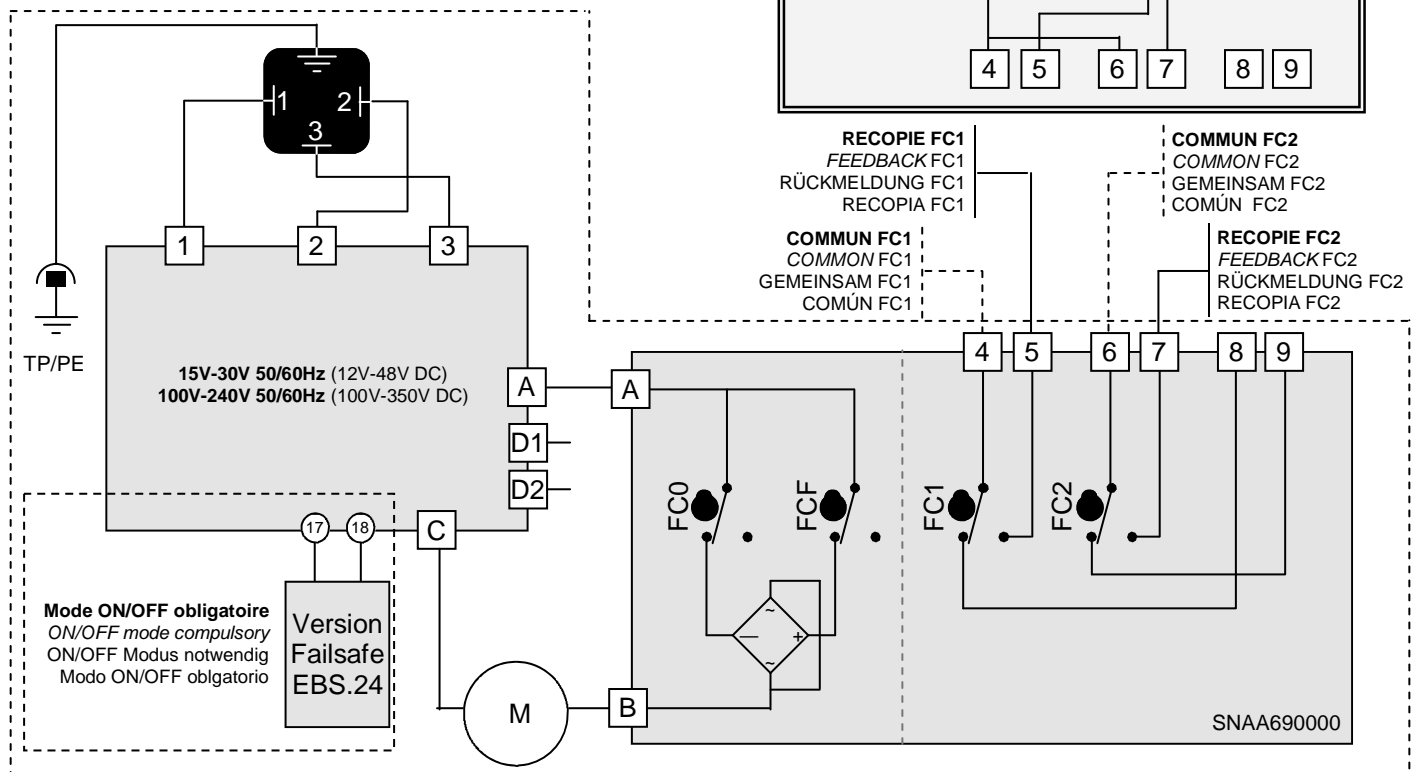 4 5 6 7 8 9
RECOPIE FC1
FEEDBACK FC1
RÜCKMELDUNG FC1
RECOPIA FC1
COMMUN FC2
COMMON FC2
GEMEINSAM FC2
COMÚN FC2
COMMUN FC1
COMMON FC1
GEMEINSAM FC1
COMÚN FC1
RECOPIE FC2
FEEDBACK FC2
RÜCKMELDUNG FC2
RECOPIA FC2
1 2
3
1 2 3
TP/PE
15V-30V 50/60Hz (12V-48V DC)
100V-240V 50/60Hz (100V-350V DC)
A
D1
D2
C
17 18
Mode ON/OFF obligatoire
ON/OFF mode compulsory
ON/OFF Modus notwendig
Modo ON/OFF oblgatorio
Version
Failsafe
EBS.24
M
A
B
4 5 6 7 8 9
FC0
FCF
FC1
FC2
~
— +
~
SNAA690000